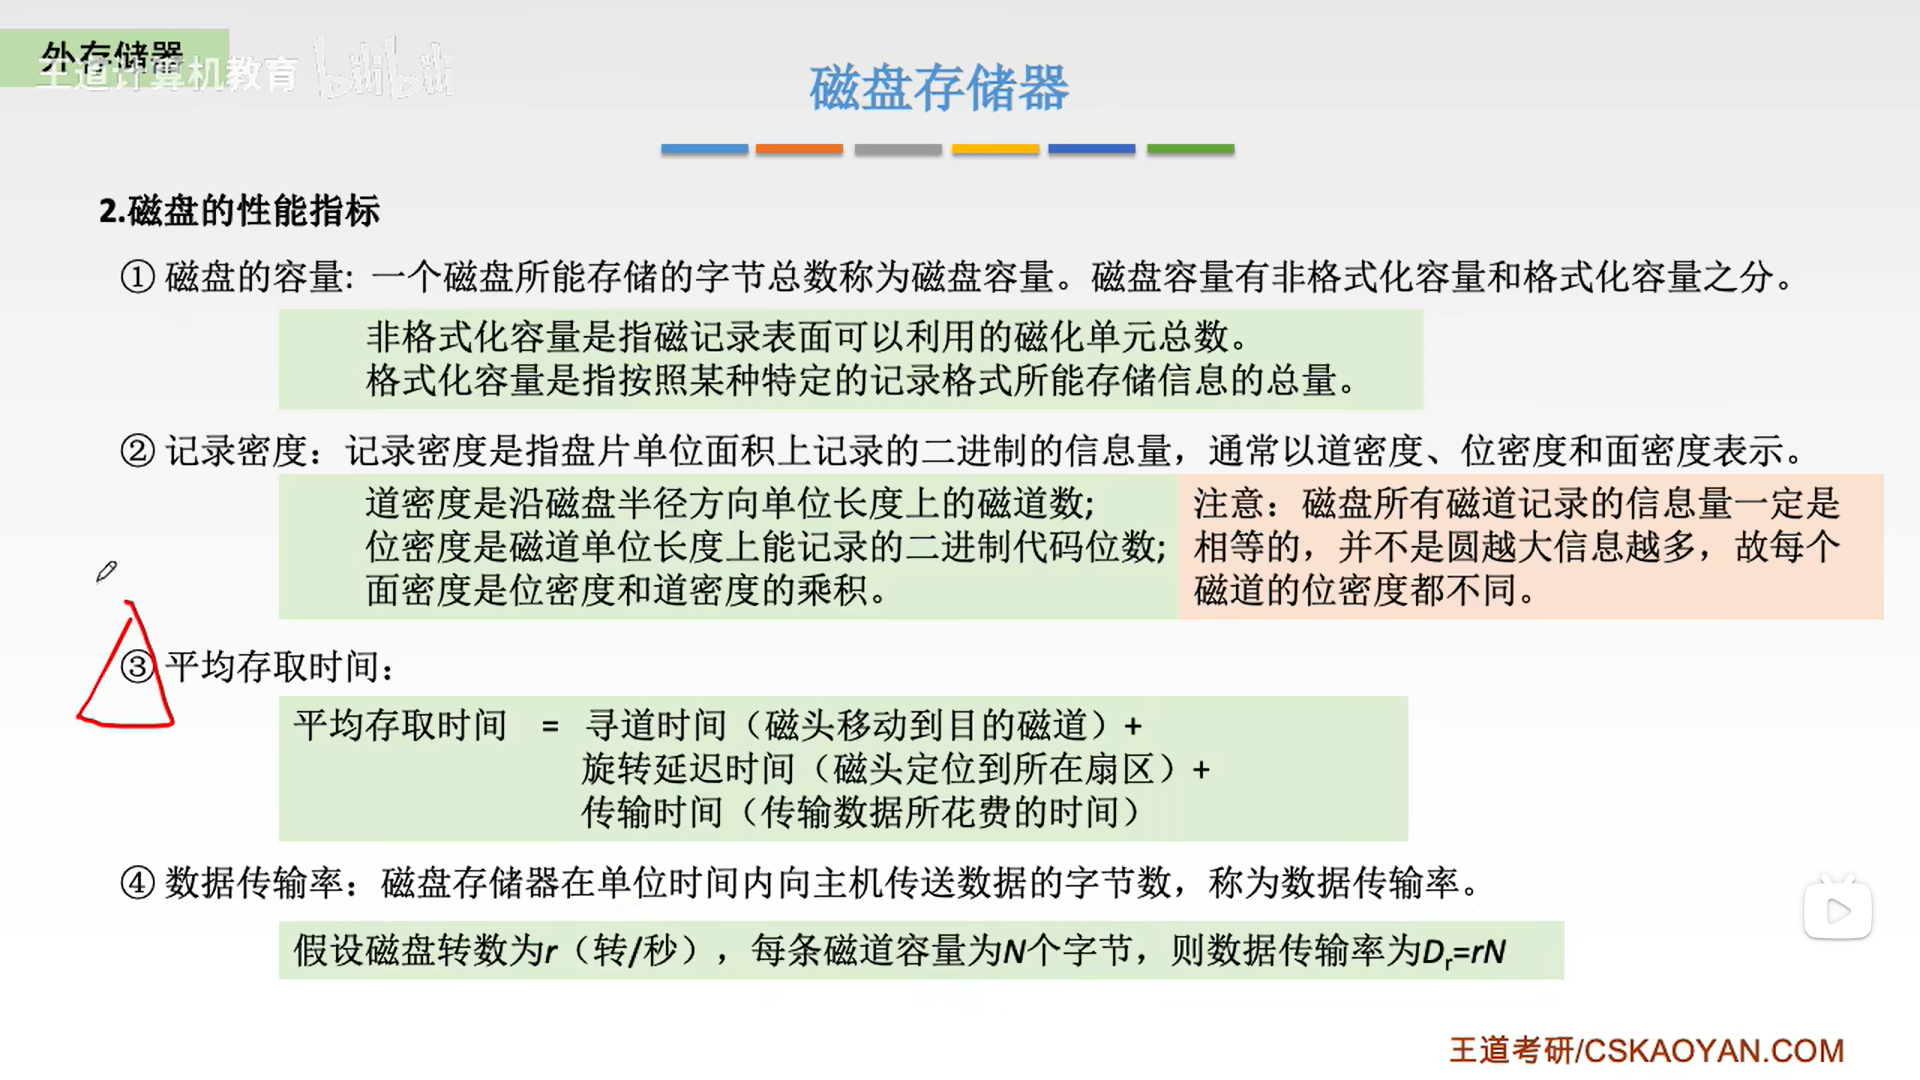 外存储器
王道计算机教育 bilibili
磁盘存储器
2.磁盘的性能指标
① 磁盘的容量: 一个磁盘所能存储的字节总数称为磁盘容量。磁盘容量有非格式化容量和格式化容量之分。
非格式化容量是指磁记录表面可以利用的磁化单元总数。
格式化容量是指按照某种特定的记录格式所能存储信息的总量。
② 记录密度：记录密度是指盘片单位面积上记录的二进制的信息量，通常以道密度、位密度和面密度表示。
道密度是沿磁盘半径方向单位长度上的磁道数;
位密度是磁道单位长度上能记录的二进制代码位数;
面密度是位密度和道密度的乘积。
注意：磁盘所有磁道记录的信息量一定是
相等的，并不是圆越大信息越多，故每个
磁道的位密度都不同。
③ 平均存取时间：
平均存取时间 = 寻道时间（磁头移动到目的磁道）+
旋转延迟时间（磁头定位到所在扇区）+
传输时间（传输数据所花费的时间）
④ 数据传输率：磁盘存储器在单位时间内向主机传送数据的字节数，称为数据传输率。
假设磁盘转数为r（转/秒），每条磁道容量为N个字节，则数据传输率为Dr=rN
王道考研/CSKAOYAN.COM